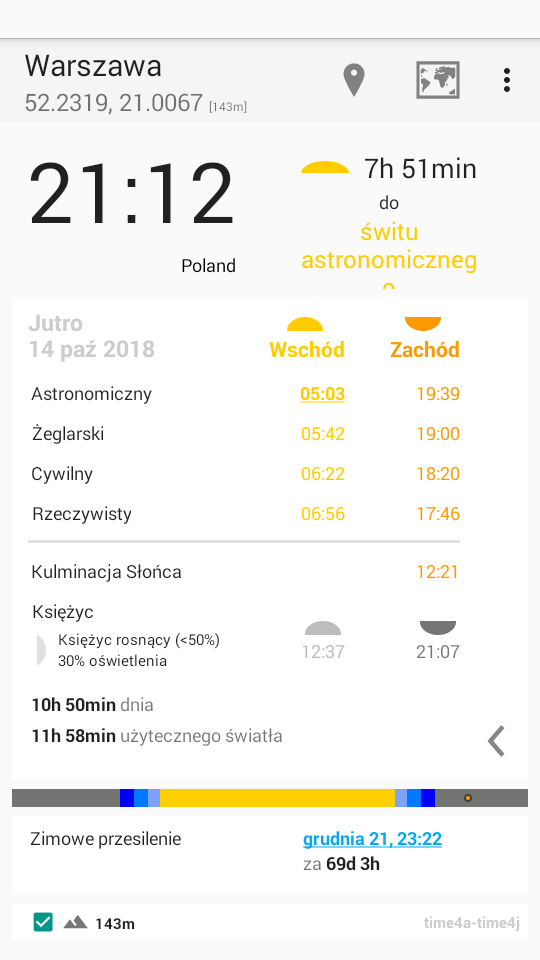 Warszawa
52.2319, 21.0067 [143m]
21:12
Poland
7h 51min
do
świtu
astronomiczneg
Jutro
14 paź 2018
Wschód Zachód
Astronomiczny 05:03 19:39
Żeglarski 05:42 19:00
Cywilny 06:22 18:20
Rzeczywisty 06:56 17:46
Kulminacja Słońca 12:21
Księżyc
Księżyc rosnący (<50%)
30% oświetlenia
12:37 21:07
10h 50min dnia
11h 58min użytecznego światła
Zimowe przesilenie grudnia 21, 23:22
za 69d 3h
143m time4a-time4j